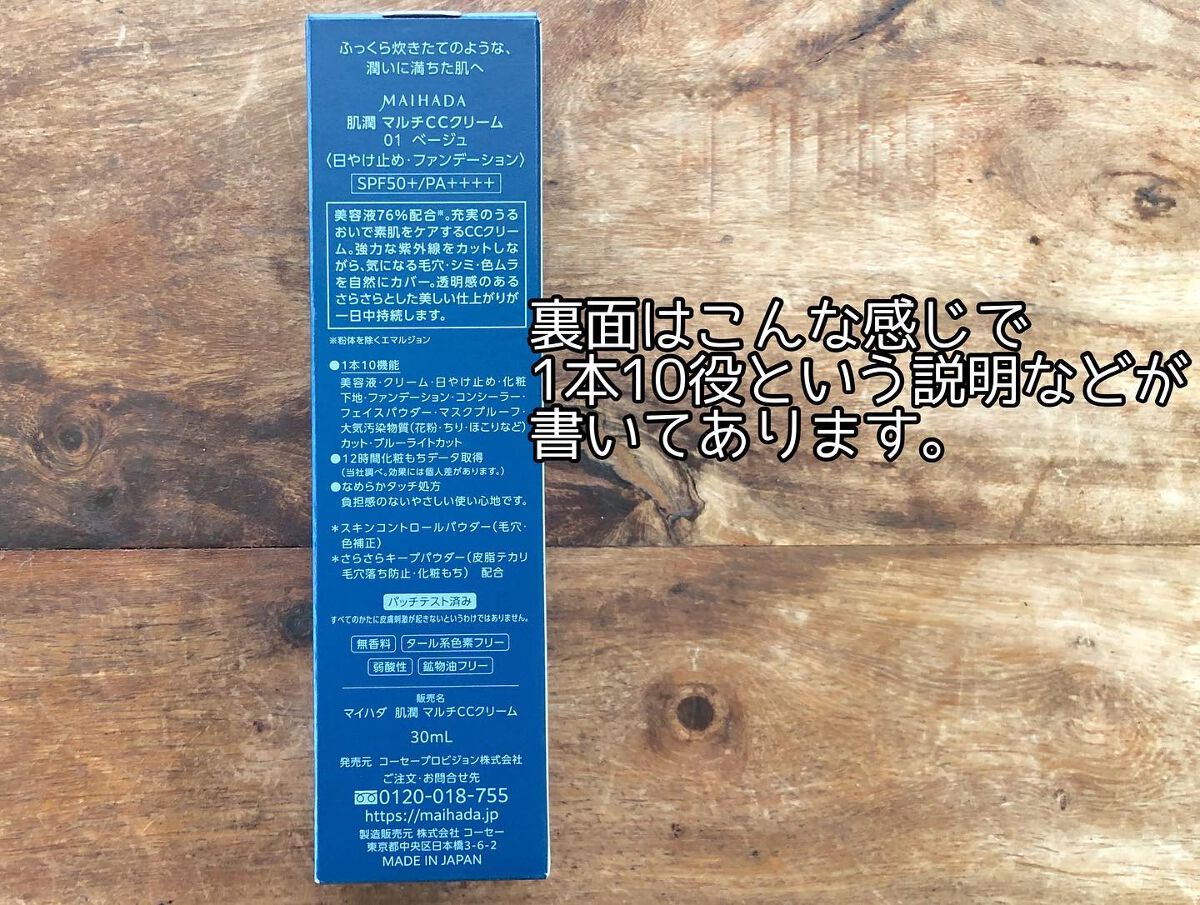 ふっくら炊きたてのような、
潤いに満ちた肌へ
MAIHADA
肌潤 マルチCCクリーム
01 ベージュ
〈日やけ止め・ファンデーション〉
SPF50+/PA++++
美容液76%配合*。充実のうる
おいで素肌をケアするCCクリー
ム。強力な紫外線をカットしな
がら、気になる毛穴・シミ・色ムラ
を自然にカバー。透明感のある
さらさらとした美しい仕上がりが
一日中持続します。
※粉体を除くエマルジョン
●1本10機能
美容液・クリーム・日やけ止め・化粧
下地・ファンデーション・コンシーラー・
フェイスパウダー・マスクプルーフ・
大気汚染物質(花粉・ちり・ほこりなど)
カット・ブルーライトカット
●12時間化粧もちデータ取得
(当社調べ。効果には個人差があります。)
●なめらかタッチ処方
負担感のないやさしい使い心地です。
*スキンコントロールパウダー(毛穴・
色補正)
*さらさらキープパウダー(皮脂テカリ
毛穴落ち防止・化粧もち) 配合
パッチテスト済み
すべてのかたに皮膚刺激が起きないというわけではありません。
無香料 タール系色素フリー
弱酸性 鉱物油フリー
販売名
マイハダ 肌潤 マルチCCクリーム
30mL
発売元 コーセープロビジョン株式会社
ご注文・お問合せ先
0120-018-755
https://maihada.jp
製造販売元 株式会社 コーセー
東京都中央区日本橋3-6-2
MADE IN JAPAN
裏面はこんな感じで
1本10役という説明などが
書いてあります。